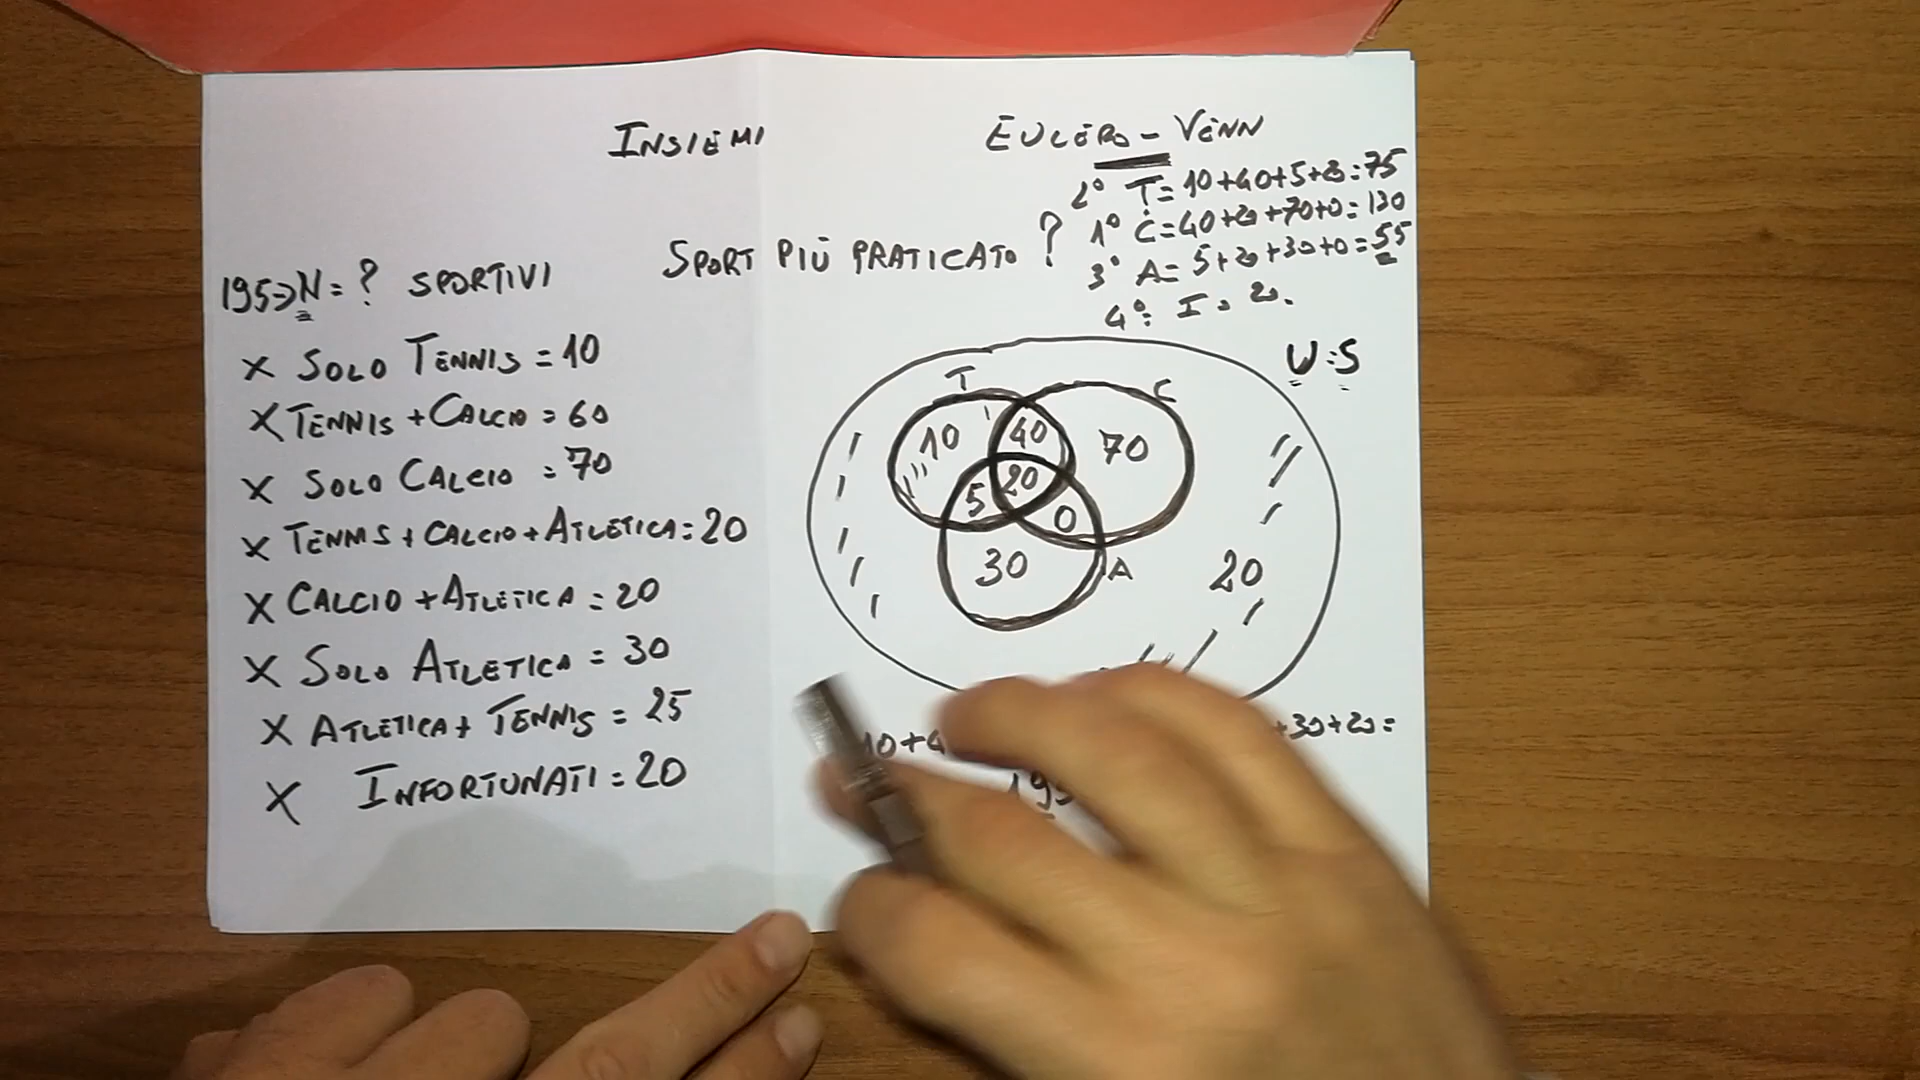 INSIEMI
EULERO - VENN
2° T = 10+40+5+20 = 75
1° C = 40+20+70+0 = 130
3° A = 5+20+30+0 = 55
4° = I = 20.
SPORT PIÙ PRATICATO ?
195 => N = ? SPORTIVI
X SOLO TENNIS = 10
X TENNIS + CALCIO = 60
X SOLO CALCIO = 70
X TENNIS + CALCIO + ATLETICA = 20
X CALCIO + ATLETICA = 20
X SOLO ATLETICA = 30
X ATLETICA + TENNIS = 25
X INFORTUNATI = 20
U = S
T
C
10
40
70
5
20
0
30
A
20
10+4
+30+20 =
195